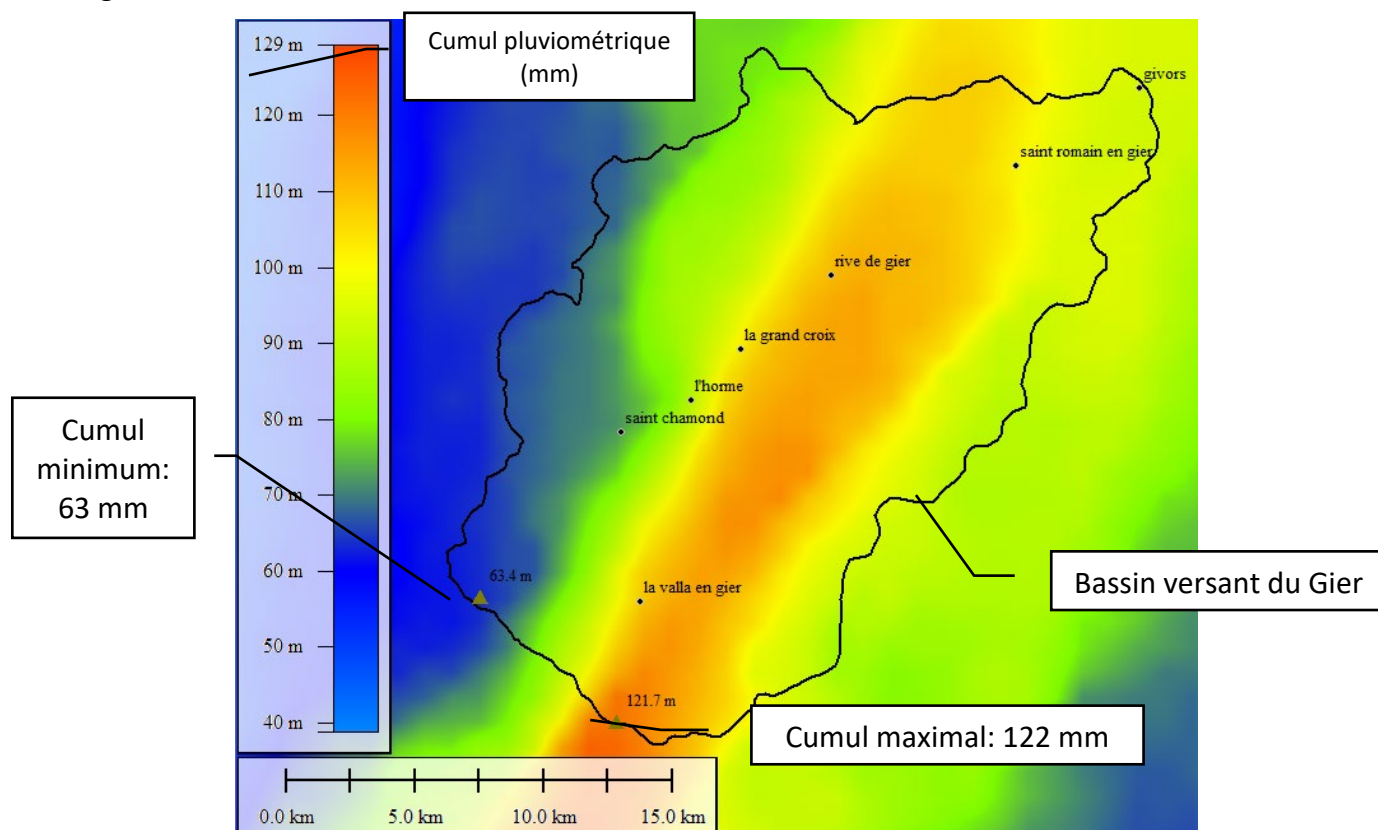 129 m
120 m
110 m
100 m
90 m
80 m
70 m
60 m
50 m
40 m
Cumul pluviométrique
(mm)
givors
saint romain en gier
rive de gier
la grand croix
l'horme
saint chamond
Cumul
minimum:
63 mm
63.4 m
la valla en gier
Bassin versant du Gier
121.7 m
Cumul maximal: 122 mm
0.0 km 5.0 km 10.0 km 15.0 km